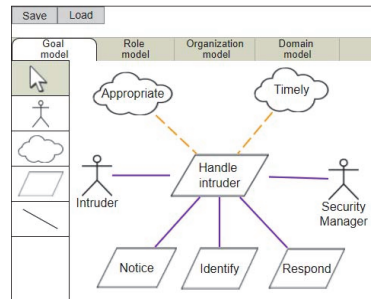 Save Load
Goal model
Role model
Organization model
Domain model
Appropriate
Timely
Handle
intruder
Intruder
Security
Manager
Notice
Identify
Respond